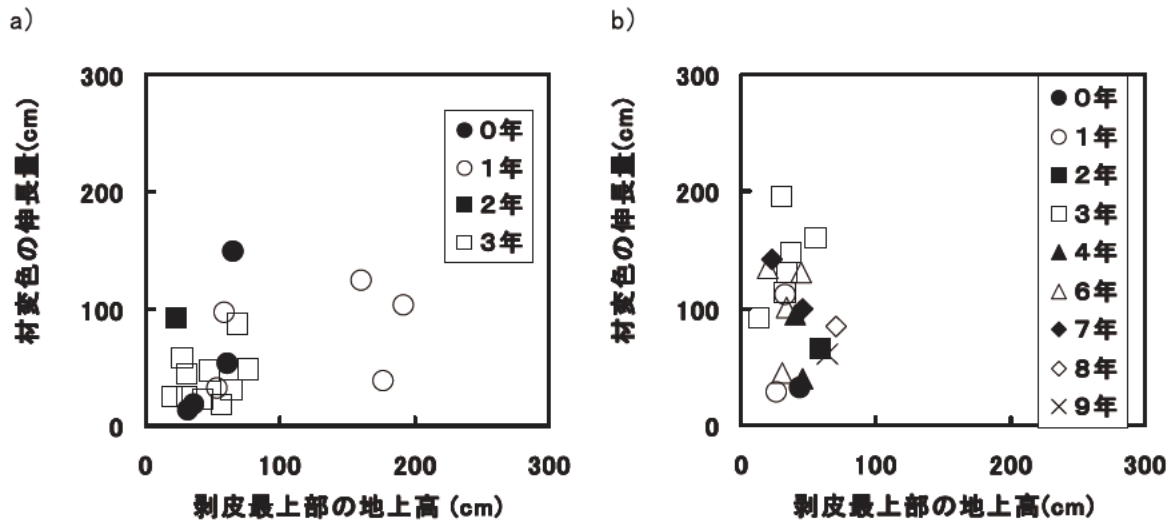 a)
材変色の伸長量(cm)
300
200
100
0
0 100 200 300
剥皮最上部の地上高 (cm)
0年
1年
2年
3年
b)
材変色の伸長量(cm)
300
200
100
0
0 100 200 300
剥皮最上部の地上高(cm)
0年
1年
2年
3年
4年
6年
7年
8年
9年